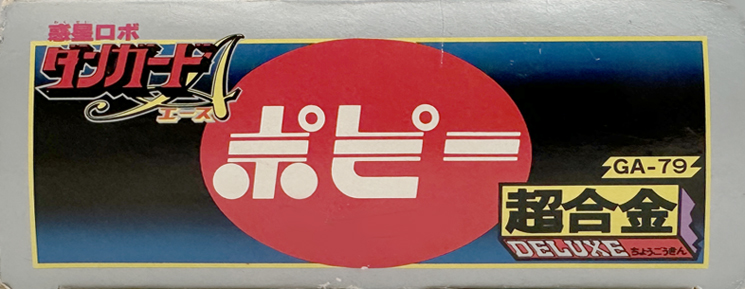 惑星ロボ
ダンガードA
エース
ポピー
GA-79
超合金
DELUXE ちょうごうきん